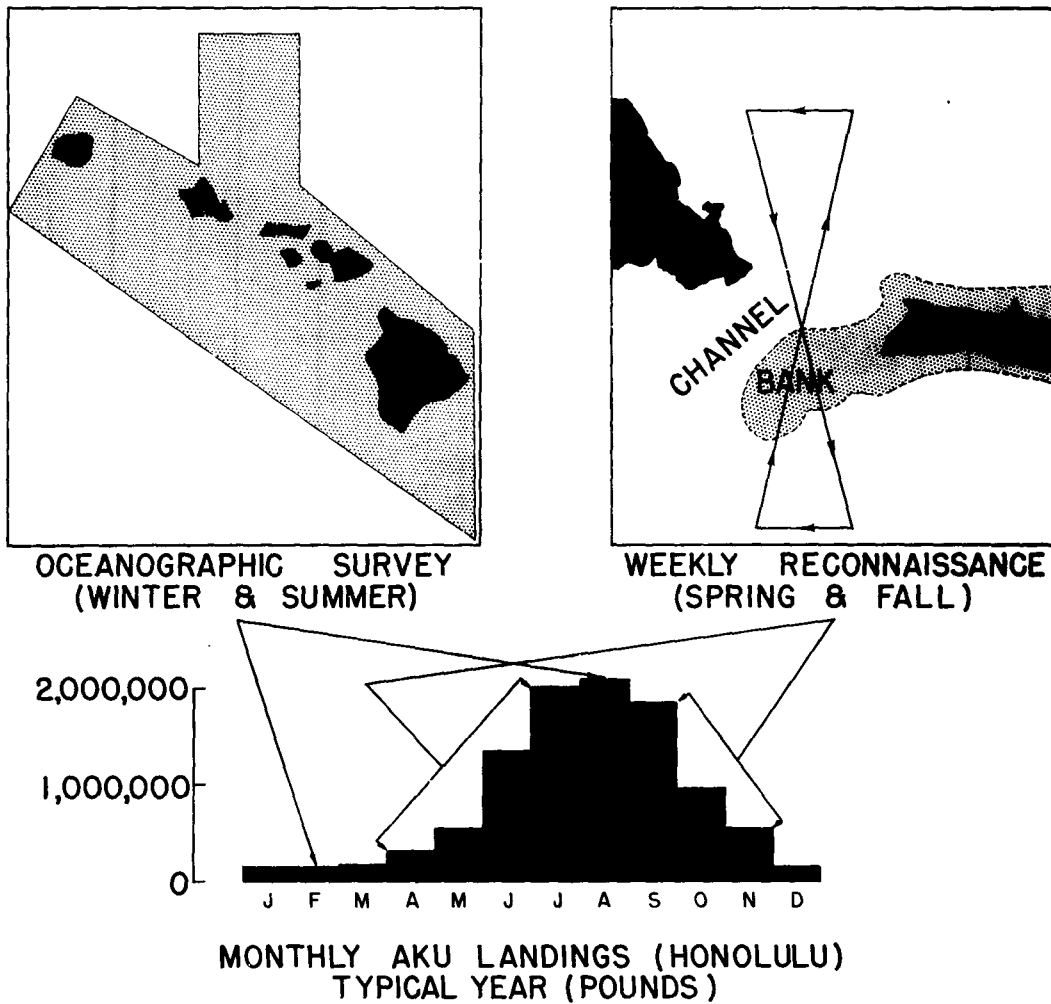 CHANNEL
BANK
OCEANOGRAPHIC SURVEY
(WINTER & SUMMER)
WEEKLY RECONNAISSANCE
(SPRING & FALL)
2,000,000
1,000,000
0
J F M A M J J A S O N D
MONTHLY AKU LANDINGS (HONOLULU)
TYPICAL YEAR (POUNDS)